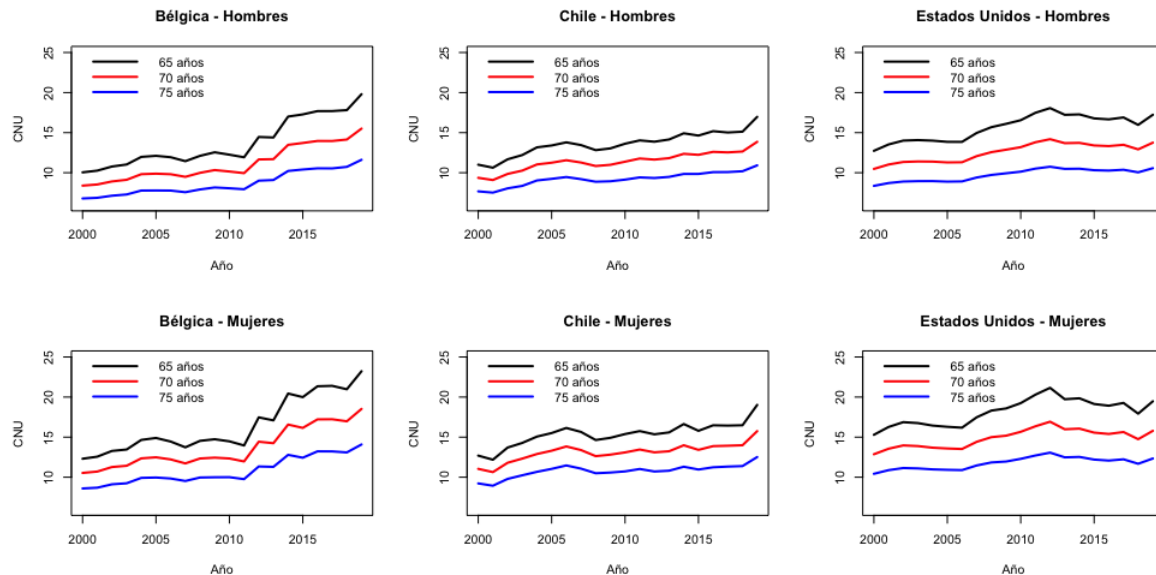 Bélgica - Hombres
CNU
25
20
15
10
65 años
70 años
75 años
2000 2005 2010 2015
Año
Chile - Hombres
CNU
25
20
15
10
65 años
70 años
75 años
2000 2005 2010 2015
Año
Estados Unidos - Hombres
CNU
25
20
15
10
65 años
70 años
75 años
2000 2005 2010 2015
Año
Bélgica - Mujeres
CNU
25
20
15
10
65 años
70 años
75 años
2000 2005 2010 2015
Año
Chile - Mujeres
CNU
25
20
15
10
65 años
70 años
75 años
2000 2005 2010 2015
Año
Estados Unidos - Mujeres
CNU
25
20
15
10
65 años
70 años
75 años
2000 2005 2010 2015
Año